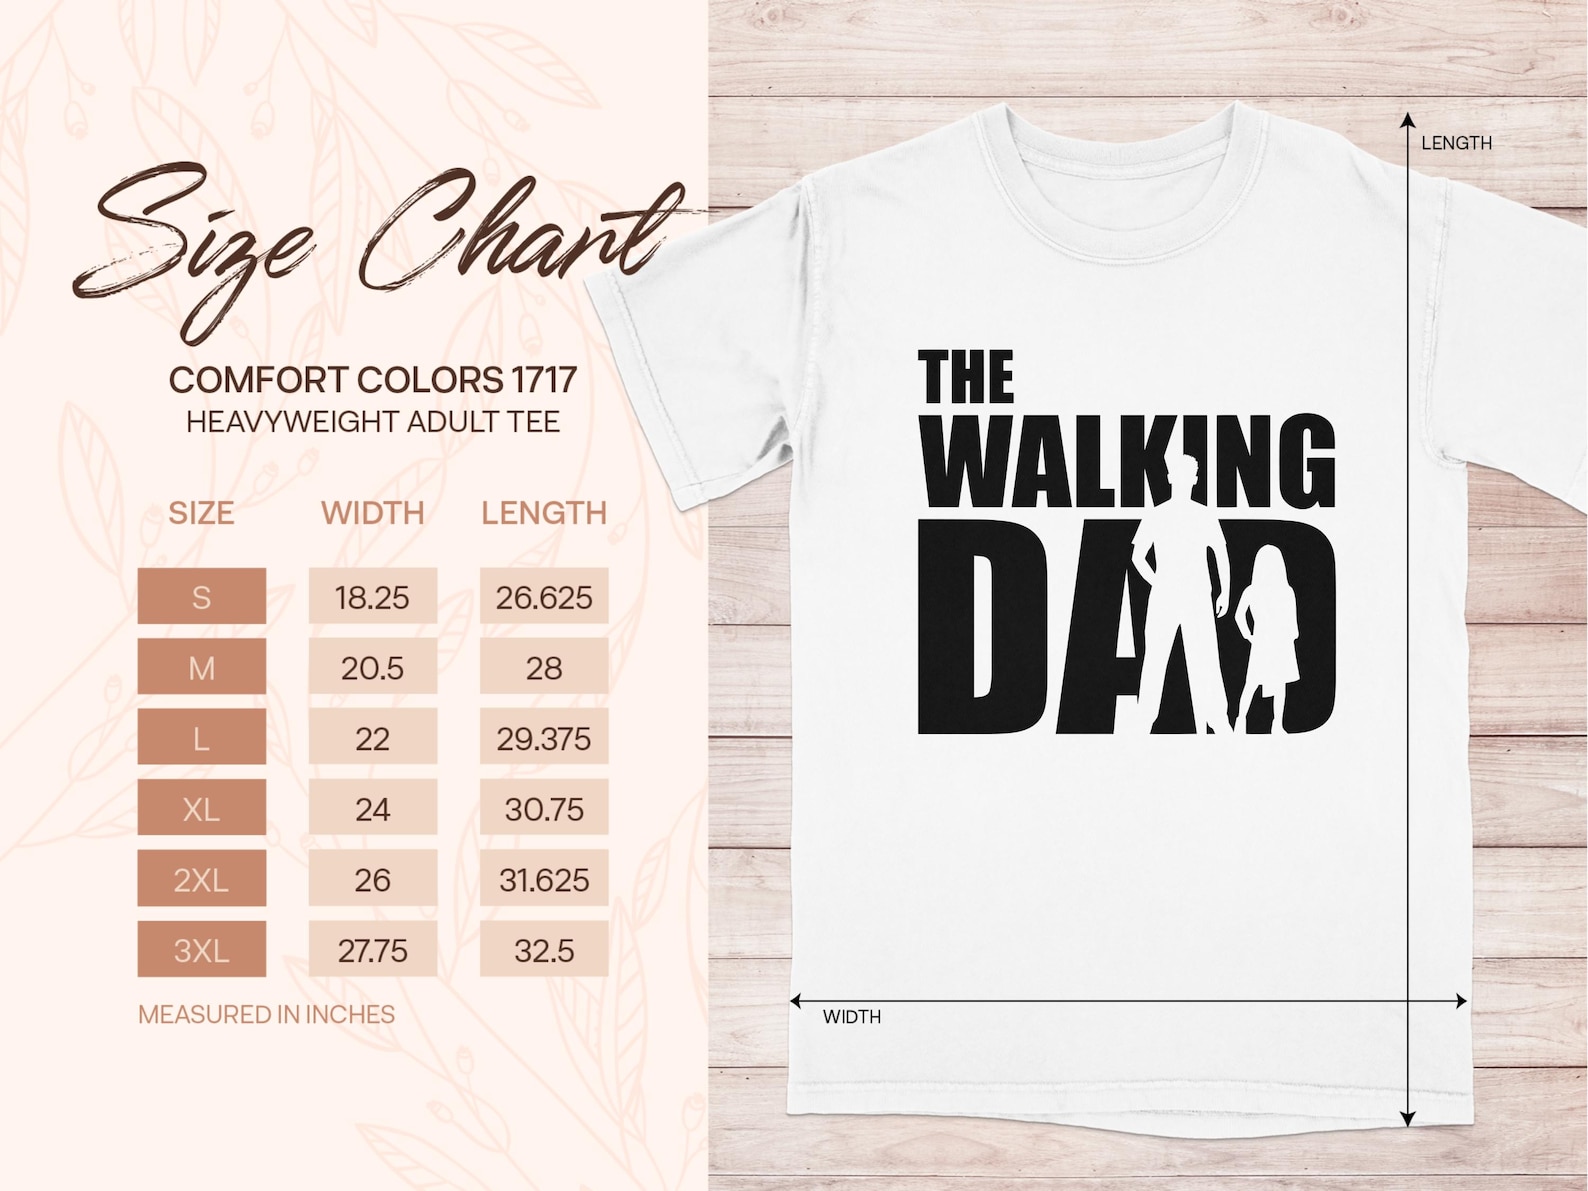 Size Chart
COMFORT COLORS 1717
HEAVYWEIGHT ADULT TEE
SIZE WIDTH LENGTH
S 18.25 26.625
M 20.5 28
L 22 29.375
XL 24 30.75
2XL 26 31.625
3XL 27.75 32.5
MEASURED IN INCHES
LENGTH
THE
WALKING
DAD
WIDTH